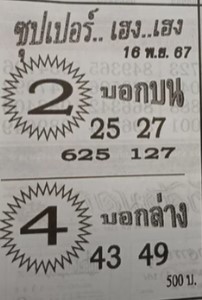 ซุปเปอร์..เฮง..เฮง
16 พ.ย. 67
2 บอกบน
25 27
625 127
4 บอกล่าง
43 49
500 บ.